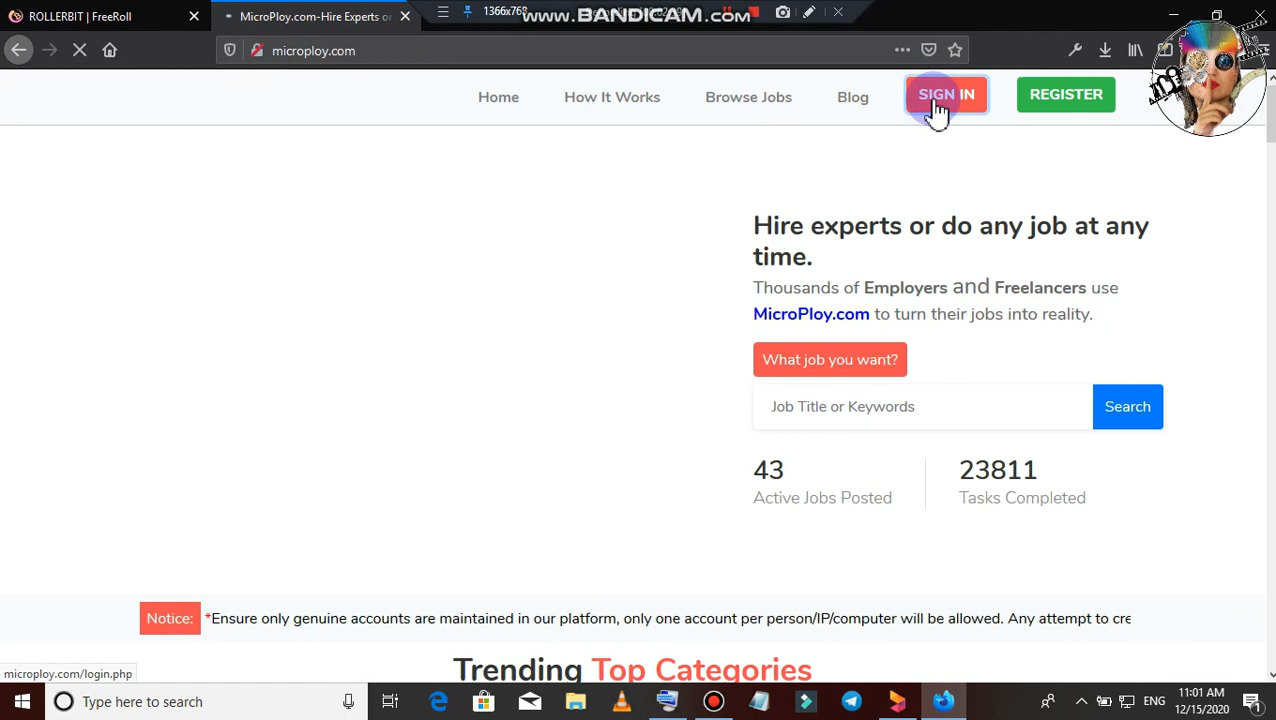 ROLLERBIT | FreeRoll
MicroPloy.com-Hire Experts or
1366x768
www.BANDICAM.com
microploy.com
Home
How It Works
Browse Jobs
Blog
SIGN IN
REGISTER
Hire experts or do any job at any
time.
Thousands of Employers and Freelancers use
MicroPloy.com to turn their jobs into reality.
What job you want?
Job Title or Keywords
Search
43
Active Jobs Posted
23811
Tasks Completed
Notice: *Ensure only genuine accounts are maintained in our platform, only one account per person/IP/computer will be allowed. Any attempt to cre
Trending Top Categories
microploy.com/login.php
Type here to search
ENG
11:01 AM
12/15/2020
1